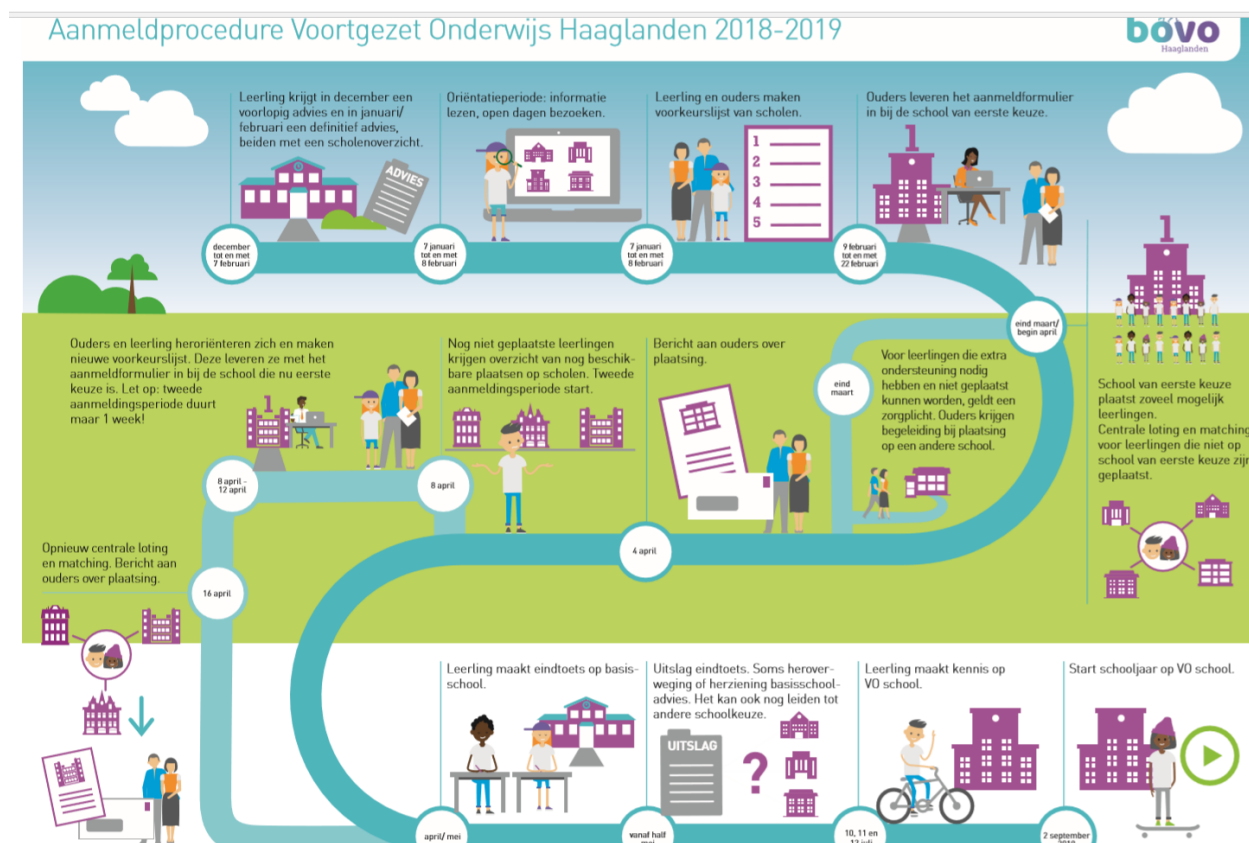 Aanmeldprocedure Voortgezet Onderwijs Haaglanden 2018-2019
bovo
Haaglanden
Leerling krijgt in december een
voorlopig advies en in januari/
februari een definitief advies,
beiden met een scholenoverzicht.
ADVIES
december
tot en met
7 februari
Oriëntatieperiode: informatie
lezen, open dagen bezoeken.
7 januari
tot en met
8 februari
Leerling en ouders maken
voorkeurslijst van scholen.
1
2
3
4
5
7 januari
tot en met
8 februari
Ouders leveren het aanmeldformulier
in bij de school van eerste keuze.
1
9 februari
tot en met
22 februari
1
eind maart/
begin april
School van eerste keuze
plaatst zoveel mogelijk
leerlingen.
Centrale loting en matching
voor leerlingen die niet op
school van eerste keuze zijn
geplaatst.
Voor leerlingen die extra
ondersteuning nodig
hebben en niet geplaatst
kunnen worden, geldt een
zorgplicht. Ouders krijgen
begeleiding bij plaatsing
op een andere school.
eind
maart
Bericht aan ouders over
plaatsing.
4 april
Nog niet geplaatste leerlingen
krijgen overzicht van nog beschik-
bare plaatsen op scholen. Tweede
aanmeldingsperiode start.
8 april
Ouders en leerling heroriënteren zich en maken
nieuwe voorkeurslijst. Deze leveren ze met het
aanmeldformulier in bij de school die nu eerste
keuze is. Let op: tweede
aanmeldingsperiode duurt
maar 1 week!
1
8 april -
12 april
Opnieuw centrale loting
en matching. Bericht aan
ouders over plaatsing.
16 april
Leerling maakt eindtoets op basis-
school.
april/ mei
Uitslag eindtoets. Soms herover-
weging of herziening basisschool-
advies. Het kan ook nog leiden tot
andere schoolkeuze.
UITSLAG
?
vanaf half
mei
Leerling maakt kennis op
VO school.
10, 11 en
12 juli
Start schooljaar op VO school.
2 september
2019